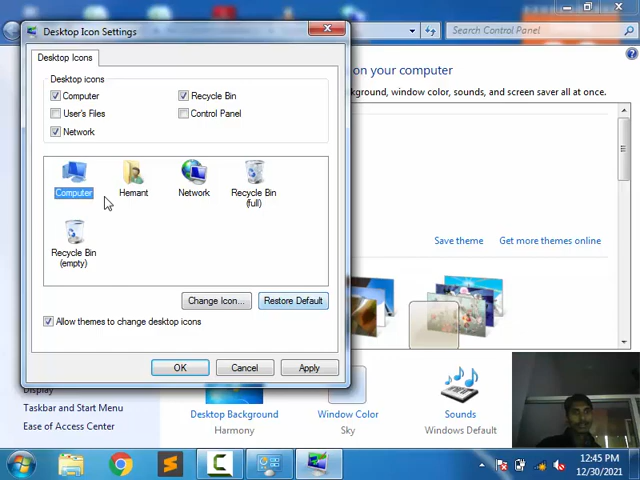 Desktop Icon Settings
Search Control Panel
Desktop Icons
on your computer
Desktop icons
Computer
Recycle Bin
ground, window color, sounds, and screen saver all at once.
User's Files
Control Panel
Network
Computer
Hemant
Network
Recycle Bin
(full)
Recycle Bin
(empty)
Save theme
Get more themes online
Change Icon...
Restore Default
Allow themes to change desktop icons
OK
Cancel
Apply
Display
Taskbar and Start Menu
Ease of Access Center
Desktop Background
Harmony
Window Color
Sky
Sounds
Windows Default
12:45 PM
12/30/2021